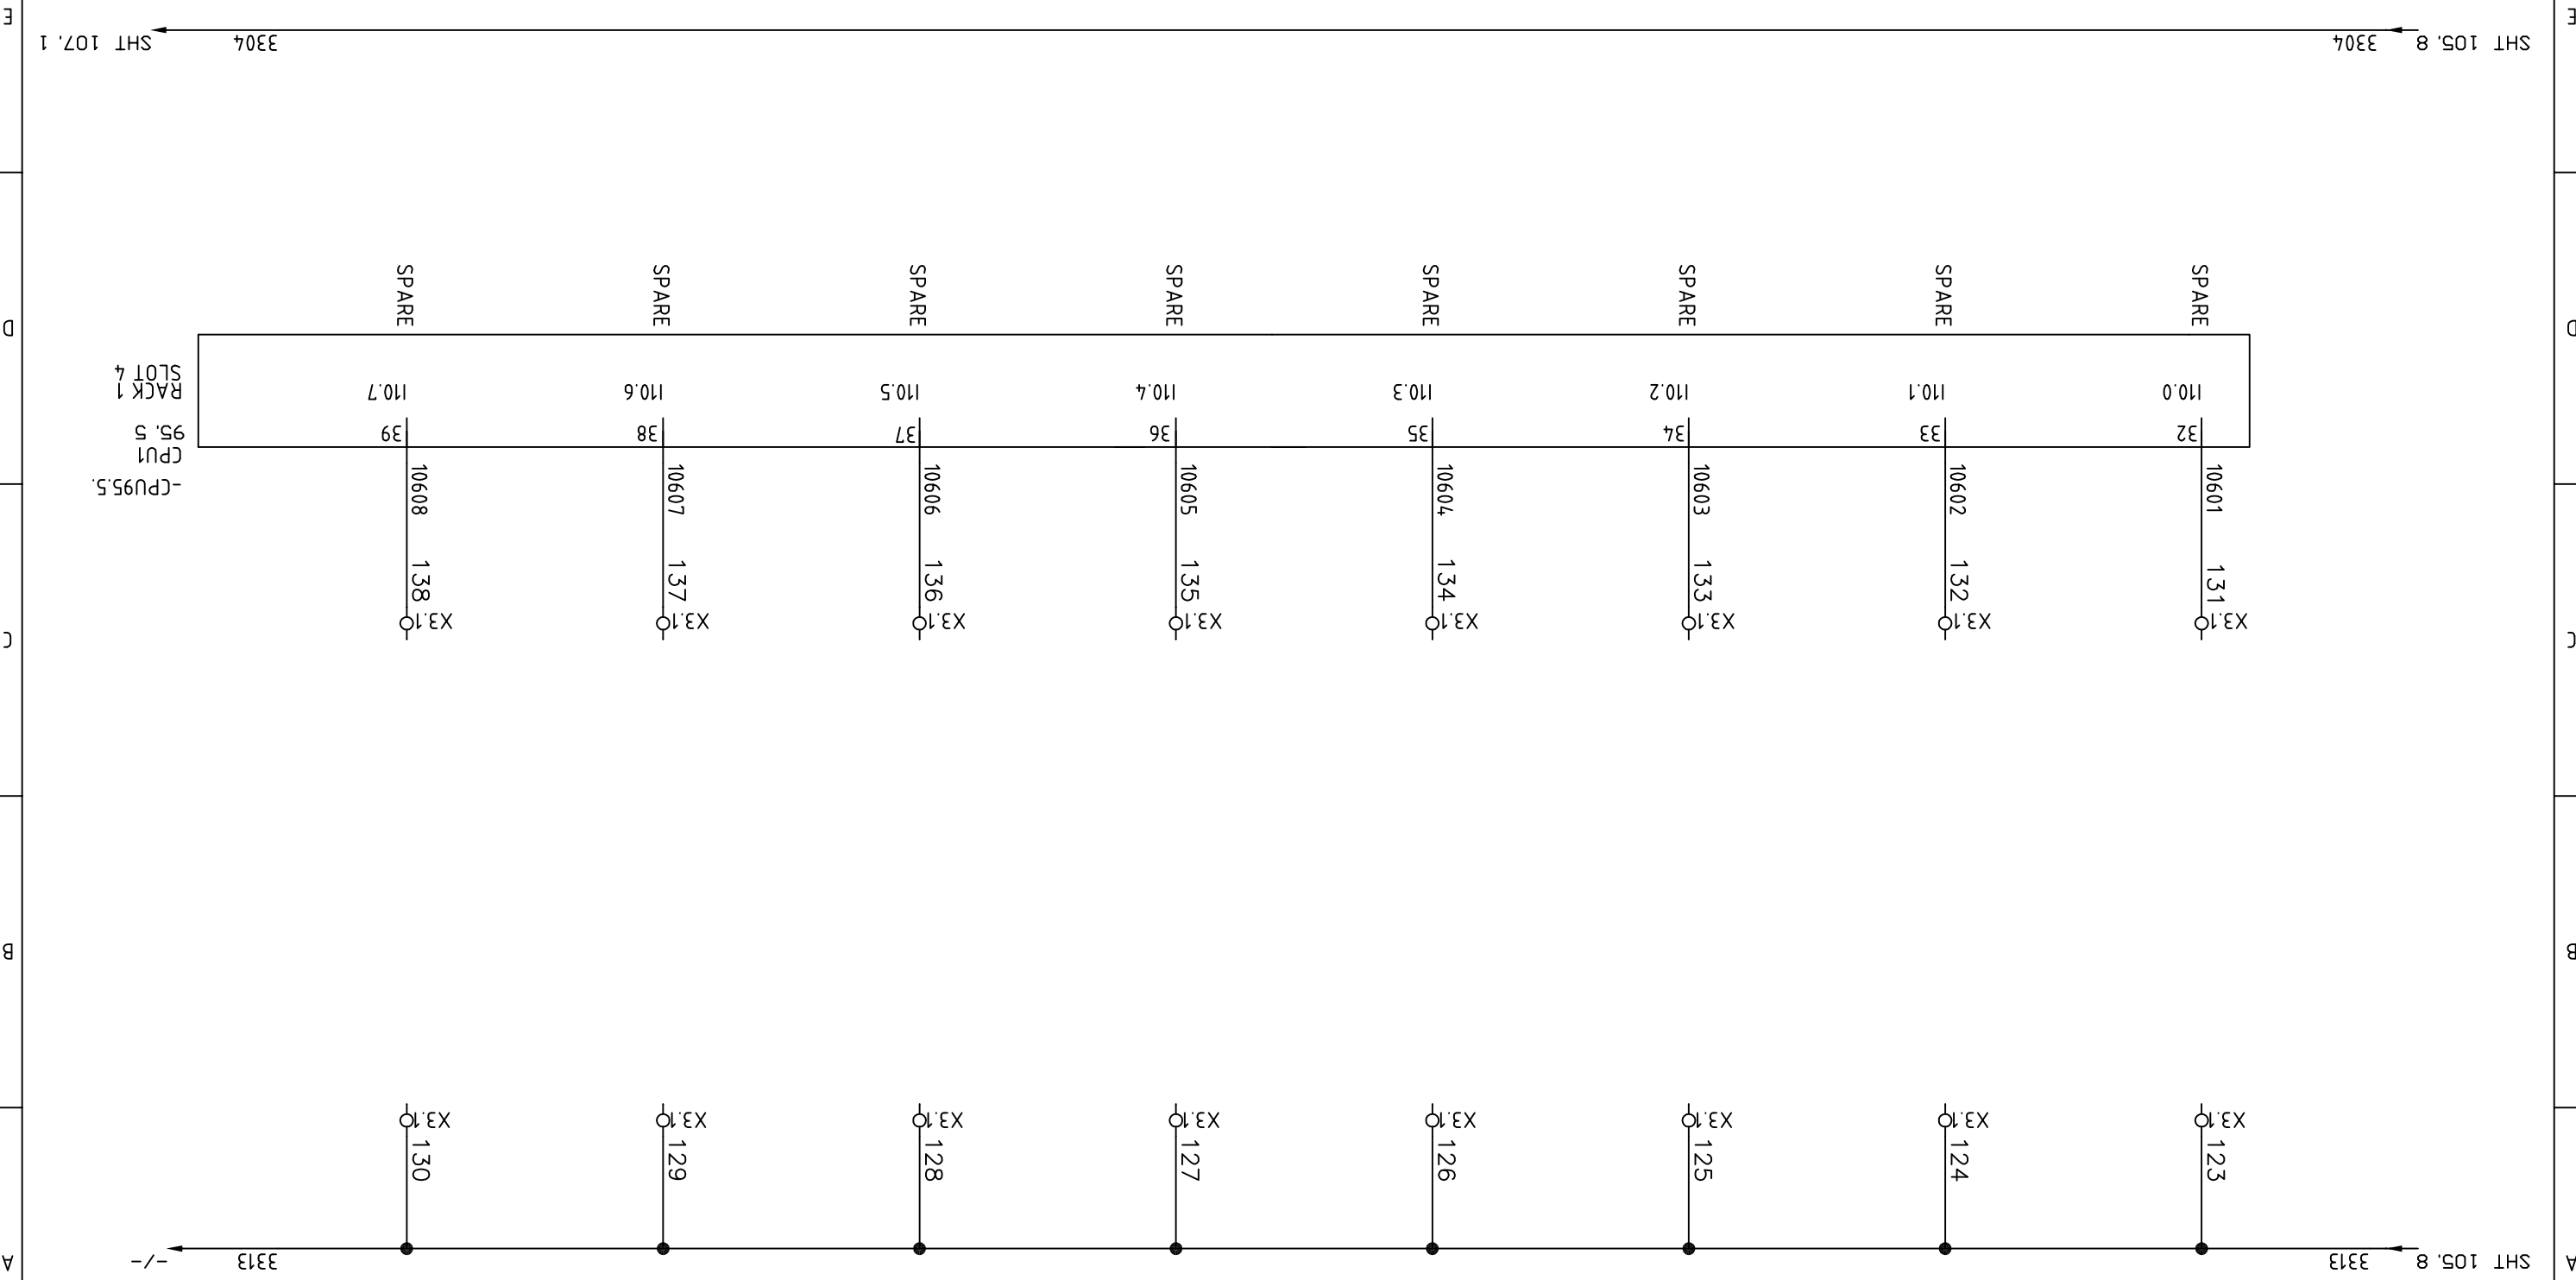 A
SHT 105.8
3313
3313
-/-
A
123
124
125
126
127
128
129
130
X3.1
X3.1
X3.1
X3.1
X3.1
X3.1
X3.1
X3.1
B
B
C
C
X3.1
X3.1
X3.1
X3.1
X3.1
X3.1
X3.1
X3.1
131
132
133
134
135
136
137
138
10601
10602
10603
10604
10605
10606
10607
10608
-CPU95.5.
CPU1
95.5
32
33
34
35
36
37
38
39
I10.0
I10.1
I10.2
I10.3
I10.4
I10.5
I10.6
I10.7
RACK 1
SLOT 4
D
D
SPARE
SPARE
SPARE
SPARE
SPARE
SPARE
SPARE
SPARE
SHT 105.8
3304
3304
SHT 107.1
E
E